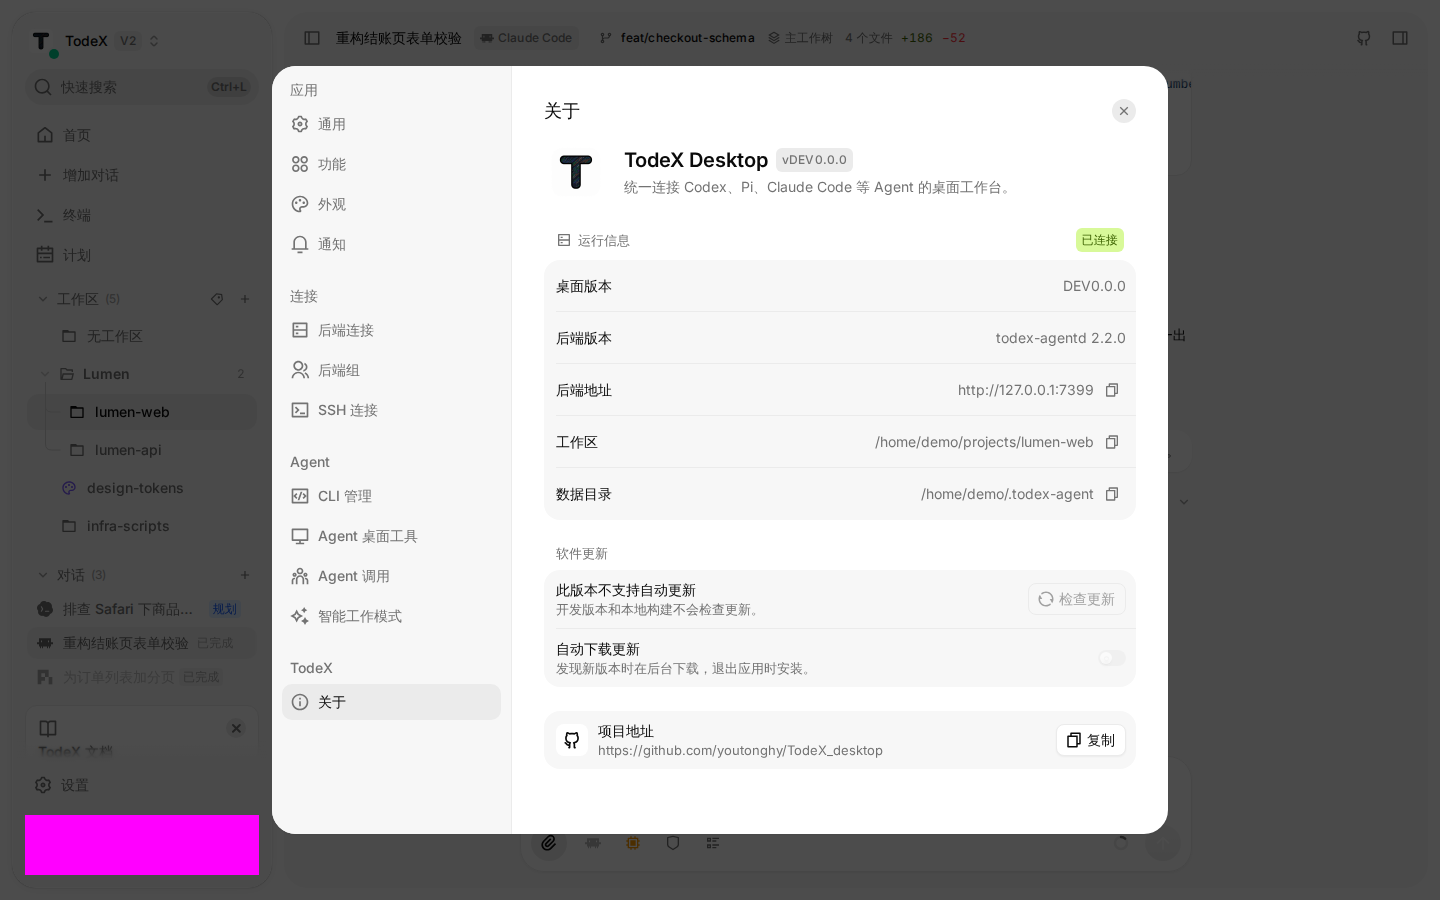 TodeX V2
快速搜索 Ctrl+L
首页
增加对话
终端
计划
工作区 (5)
无工作区
Lumen 2
lumen-web
lumen-api
design-tokens
infra-scripts
对话 (3)
排查 Safari 下商品... 规划
重构结账页表单校验 已完成
为订单列表加分页 已完成
TodeX 文档
设置
重构结账页表单校验 Claude Code feat/checkout-schema 主工作树 4 个文件 +186 −52
应用
通用
功能
外观
通知
连接
后端连接
后端组
SSH 连接
Agent
CLI 管理
Agent 桌面工具
Agent 调用
智能工作模式
TodeX
关于
关于
TodeX Desktop vDEV0.0.0
统一连接 Codex、Pi、Claude Code 等 Agent 的桌面工作台。
运行信息 已连接
桌面版本 DEV0.0.0
后端版本 todex-agentd 2.2.0
后端地址 http://127.0.0.1:7399
工作区 /home/demo/projects/lumen-web
数据目录 /home/demo/.todex-agent
软件更新
此版本不支持自动更新
开发版本和本地构建不会检查更新。
检查更新
自动下载更新
发现新版本时在后台下载，退出应用时安装。
项目地址
https://github.com/youtonghy/TodeX_desktop
复制